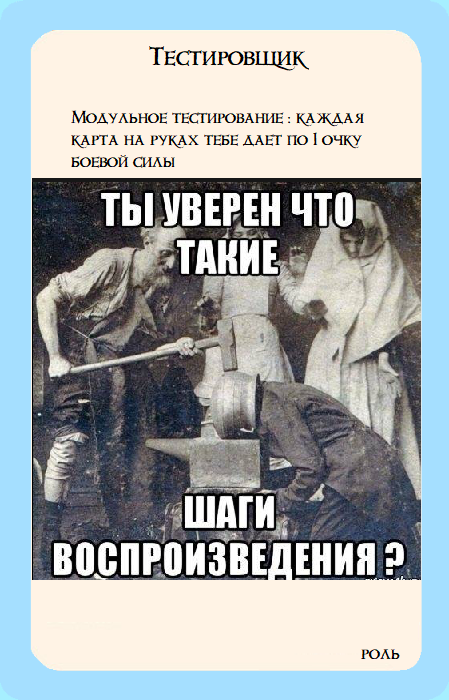 Тестировщик
Модульное тестирование : каждая
карта на руках тебе дает по 1 очку
боевой силы
ТЫ УВЕРЕН ЧТО
ТАКИЕ
ШАГИ
ВОСПРОИЗВЕДЕНИЯ ?
роль